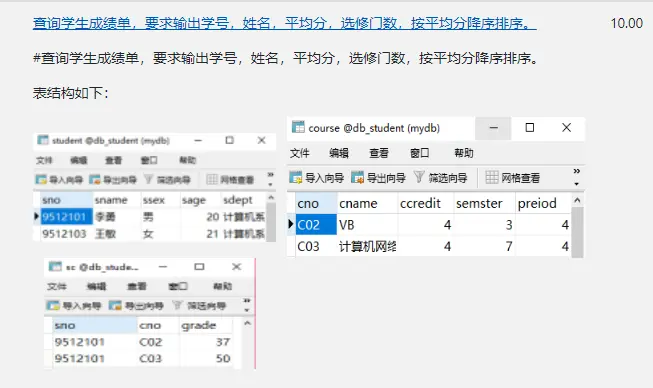 查询学生成绩单，要求输出学号，姓名，平均分，选修门数，按平均分降序排序。 10.00
#查询学生成绩单，要求输出学号，姓名，平均分，选修门数，按平均分降序排序。
表结构如下：
student @db_student (mydb)
文件 编辑 查看 窗口 帮助
导入向导 导出向导 筛选向导 网格查看 »
sno sname ssex sage sdept
9512101 李勇 男 20 计算机系
9512103 王敏 女 21 计算机系
course @db_student (mydb)
文件 编辑 查看 窗口 帮助
导入向导 导出向导 筛选向导 网格查看 »
cno cname ccredit semster preiod
C02 VB 4 3 4
C03 计算机网络 4 7 4
sc @db_stude...
文件 编辑 查看 窗口 帮助
导入向导 导出向导 筛选向导 »
sno cno grade
9512101 C02 37
9512101 C03 50